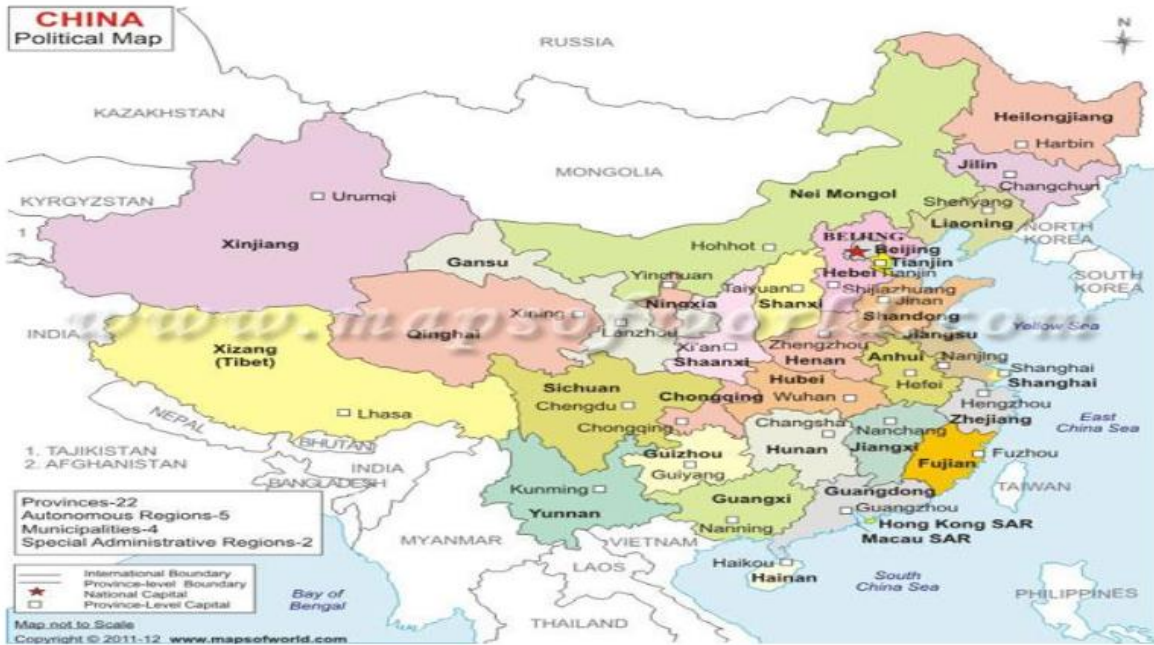 CHINA
Political Map
N
RUSSIA
KAZAKHSTAN
MONGOLIA
KYRGYZSTAN
1
2
INDIA
NEPAL
BHUTAN
INDIA
BANGLADESH
MYANMAR
VIETNAM
LAOS
THAILAND
PHILIPPINES
TAIWAN
NORTH
KOREA
SOUTH
KOREA
Yellow Sea
East
China Sea
South
China Sea
Bay of
Bengal
Heilongjiang
Harbin
Jilin
Changchun
Shenyang
Liaoning
Nei Mongol
Hohhot
BEIJING
Beijing
Tianjin
Hebei Tianjin
Shijiazhuang
Urumqi
Xinjiang
Gansu
Yinchuan
Ningxia
Taiyuan
Shanxi
Jinan
Shandong
Xining
Qinghai
Lanzhou
www.mapsofworld.com
Xi'an
Shaanxi
Zhengzhou
Henan
Jiangsu
Anhui
Nanjing
Hefei
Shanghai
Shanghai
Xizang
(Tibet)
Lhasa
Sichuan
Chengdu
Chongqing
Chongqing
Hubei
Wuhan
Hengzhou
Zhejiang
Changsha
Hunan
Nanchang
Jiangxi
Fujian
Fuzhou
Guizhou
Guiyang
Kunming
Yunnan
Guangxi
Nanning
Guangdong
Guangzhou
Hong Kong SAR
Macau SAR
Haikou
Hainan
1. TAJIKISTAN
2. AFGHANISTAN
Provinces-22
Autonomous Regions-5
Municipalities-4
Special Administrative Regions-2
International Boundary
Province-level Boundary
National Capital
Province-Level Capital
Map not to Scale
Copyright © 2011-12 www.mapsofworld.com